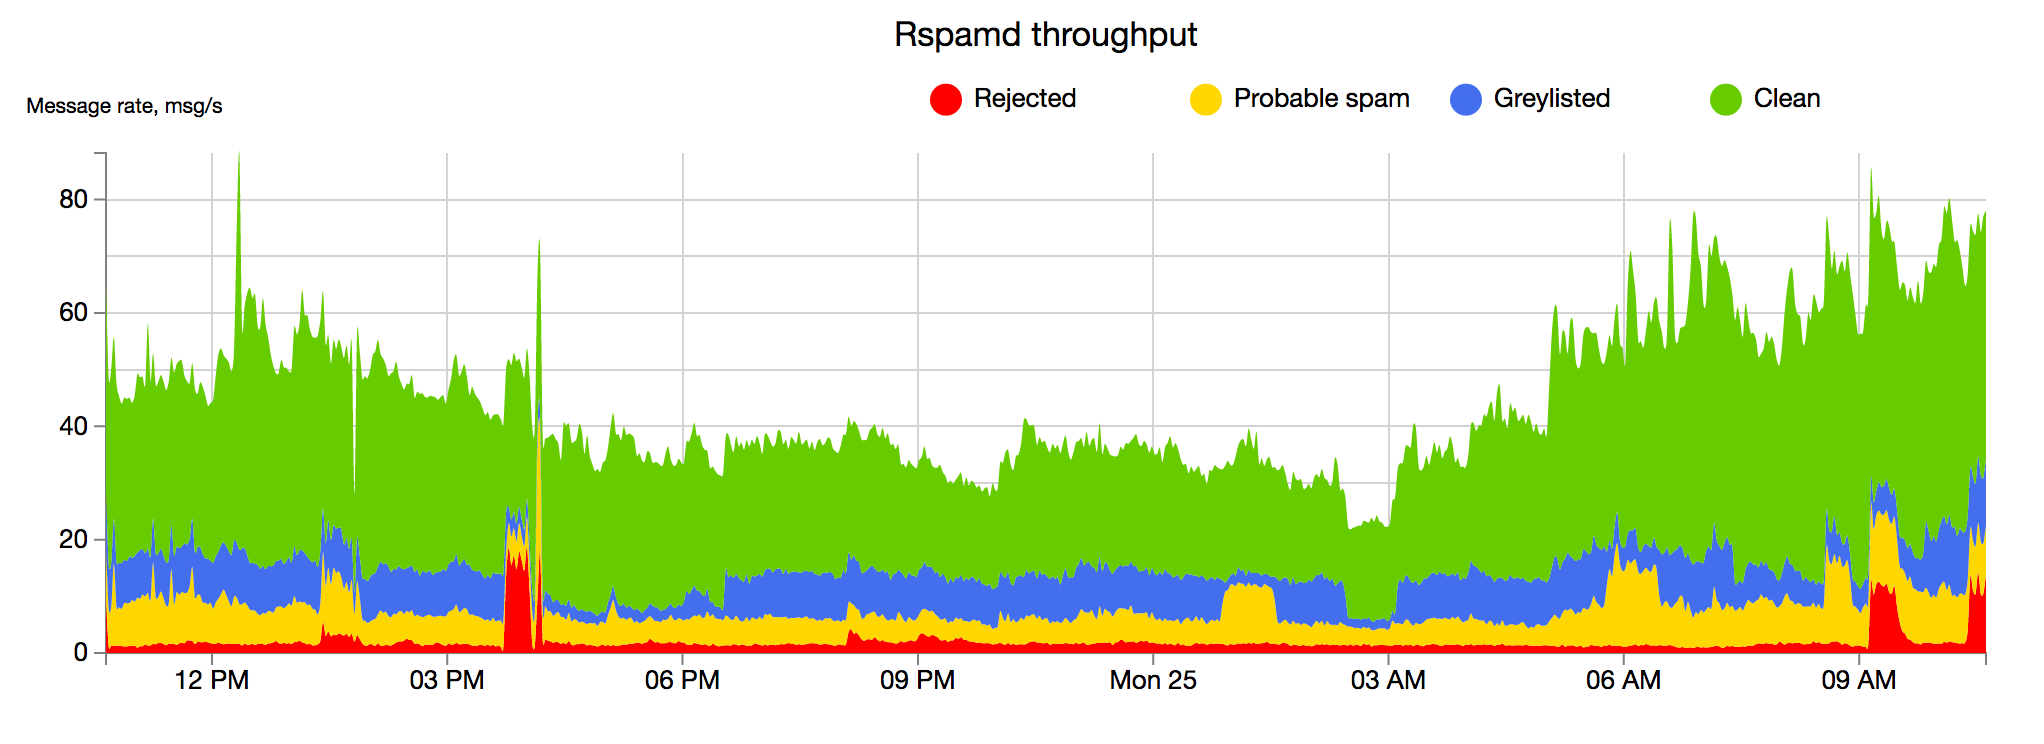 Rspamd throughput
Message rate, msg/s
Rejected Probable spam Greylisted Clean
80
60
40
20
0
12 PM 03 PM 06 PM 09 PM Mon 25 03 AM 06 AM 09 AM